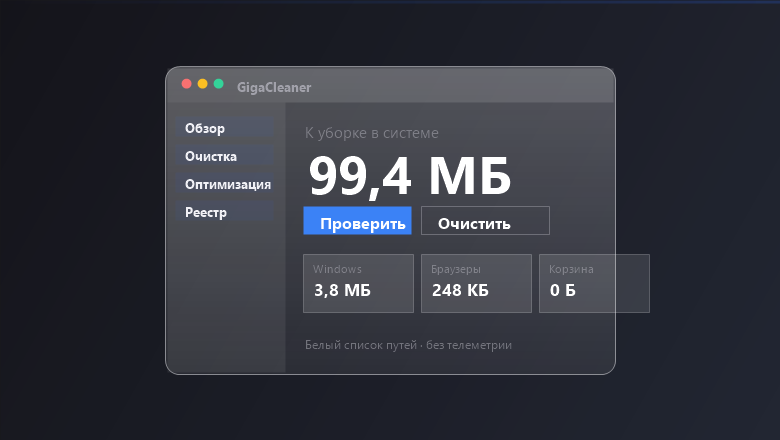 GigaCleaner
Обзор
Очистка
Оптимизация
Реестр
К уборке в системе
99,4 МБ
Проверить
Очистить
Windows
3,8 МБ
Браузеры
248 КБ
Корзина
0 Б
Белый список путей · без телеметрии